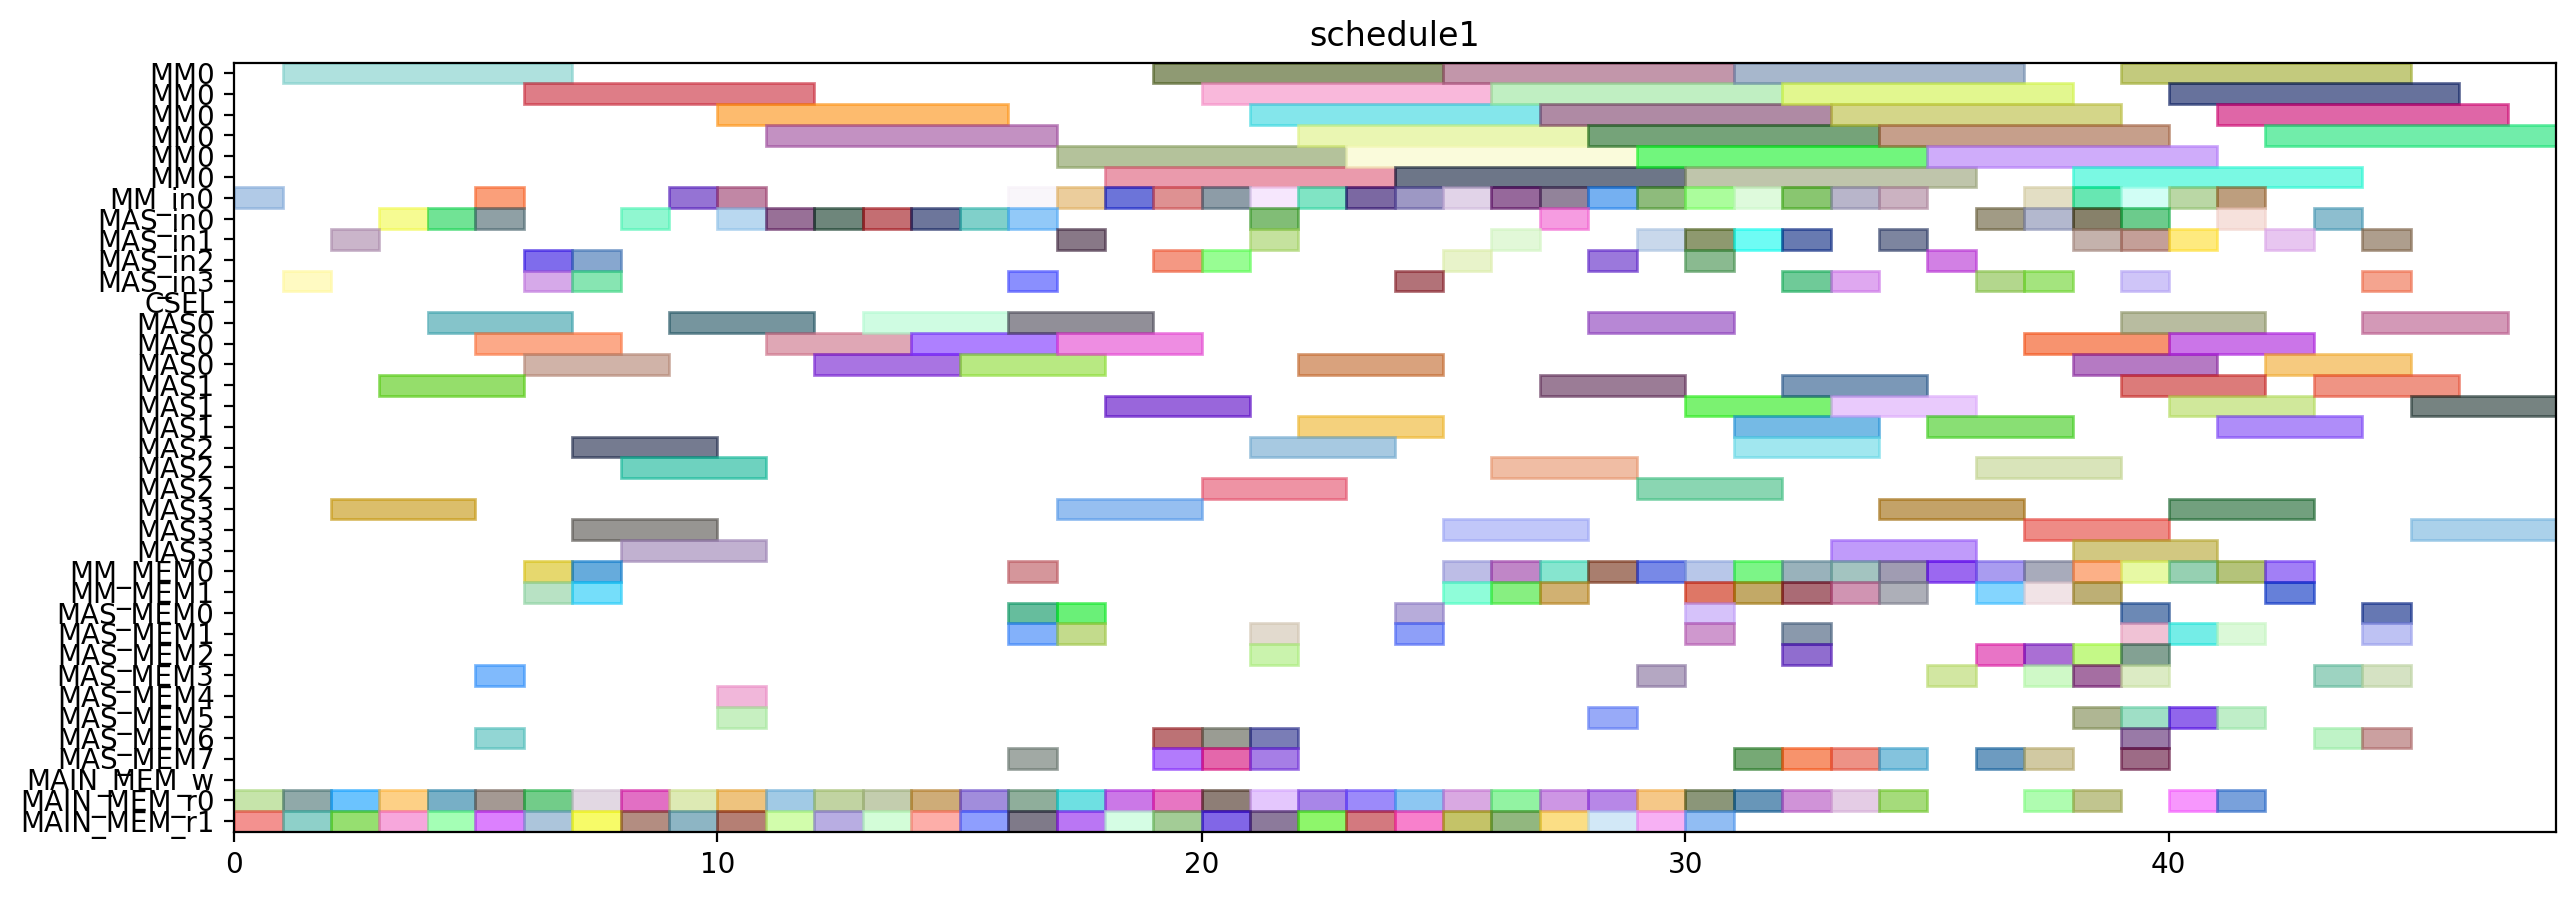 schedule1
MM0
MM0
MM0
MM0
MM0
MM0
MM_in0
MAS_in0
MAS_in1
MAS_in2
MAS_in3
CSEL
MAS0
MAS0
MAS0
MAS1
MAS1
MAS1
MAS2
MAS2
MAS2
MAS3
MAS3
MAS3
MM_MEM0
MM_MEM1
MAS_MEM0
MAS_MEM1
MAS_MEM2
MAS_MEM3
MAS_MEM4
MAS_MEM5
MAS_MEM6
MAS_MEM7
MAIN_MEM_w
MAIN_MEM_r0
MAIN_MEM_r1
0 10 20 30 40